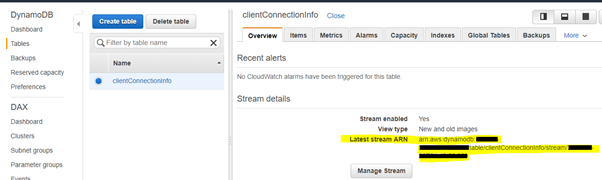 DynamoDB
Dashboard
Tables
Backups
Reserved capacity
Preferences
DAX
Dashboard
Clusters
Subnet groups
Parameter groups
Events
Create table
Delete table
Filter by table name
Name
clientConnectionInfo
clientConnectionInfo Close
Overview Items Metrics Alarms Capacity Indexes Global Tables Backups More
Recent alerts
No CloudWatch alarms have been triggered for this table.
Stream details
Stream enabled Yes
View type New and old images
Latest stream ARN arn:aws:dynamodb:
table/clientConnectionInfo/stream/
Manage Stream